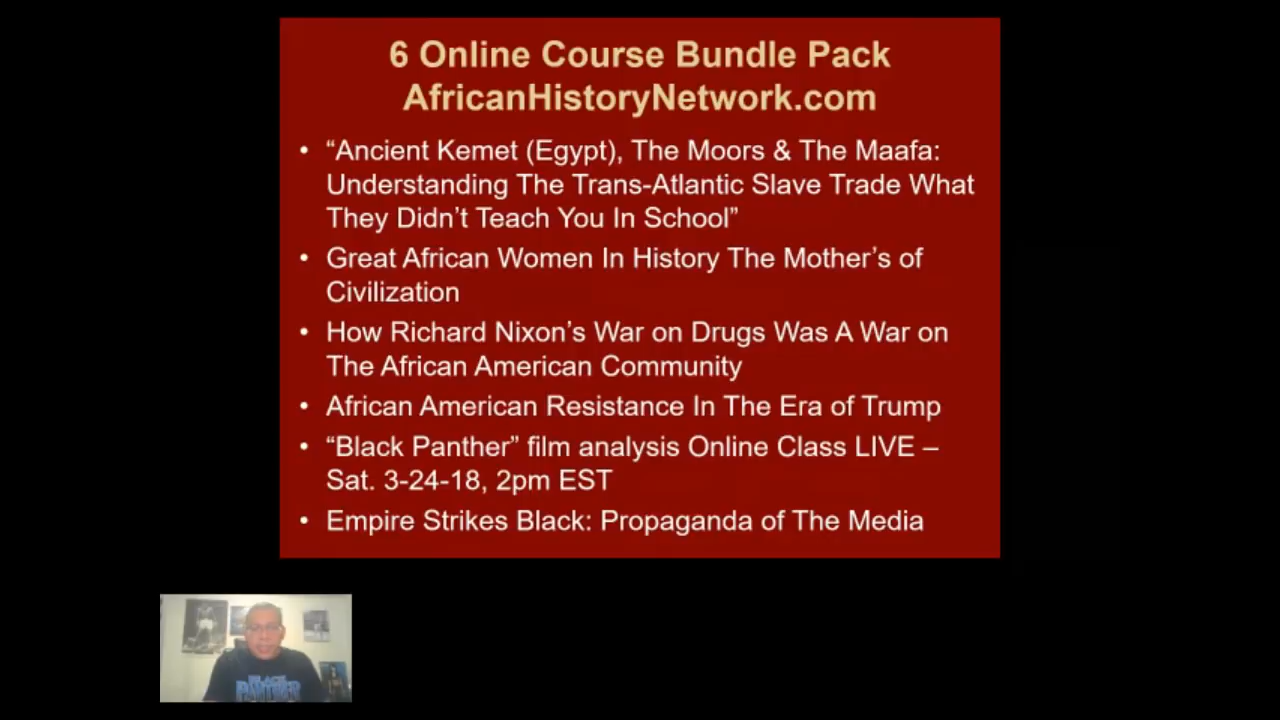 6 Online Course Bundle Pack
AfricanHistoryNetwork.com
• “Ancient Kemet (Egypt), The Moors & The Maafa:
Understanding The Trans-Atlantic Slave Trade What
They Didn’t Teach You In School”
• Great African Women In History The Mother’s of
Civilization
• How Richard Nixon’s War on Drugs Was A War on
The African American Community
• African American Resistance In The Era of Trump
• “Black Panther” film analysis Online Class LIVE –
Sat. 3-24-18, 2pm EST
• Empire Strikes Black: Propaganda of The Media
BLACK
PANTHER